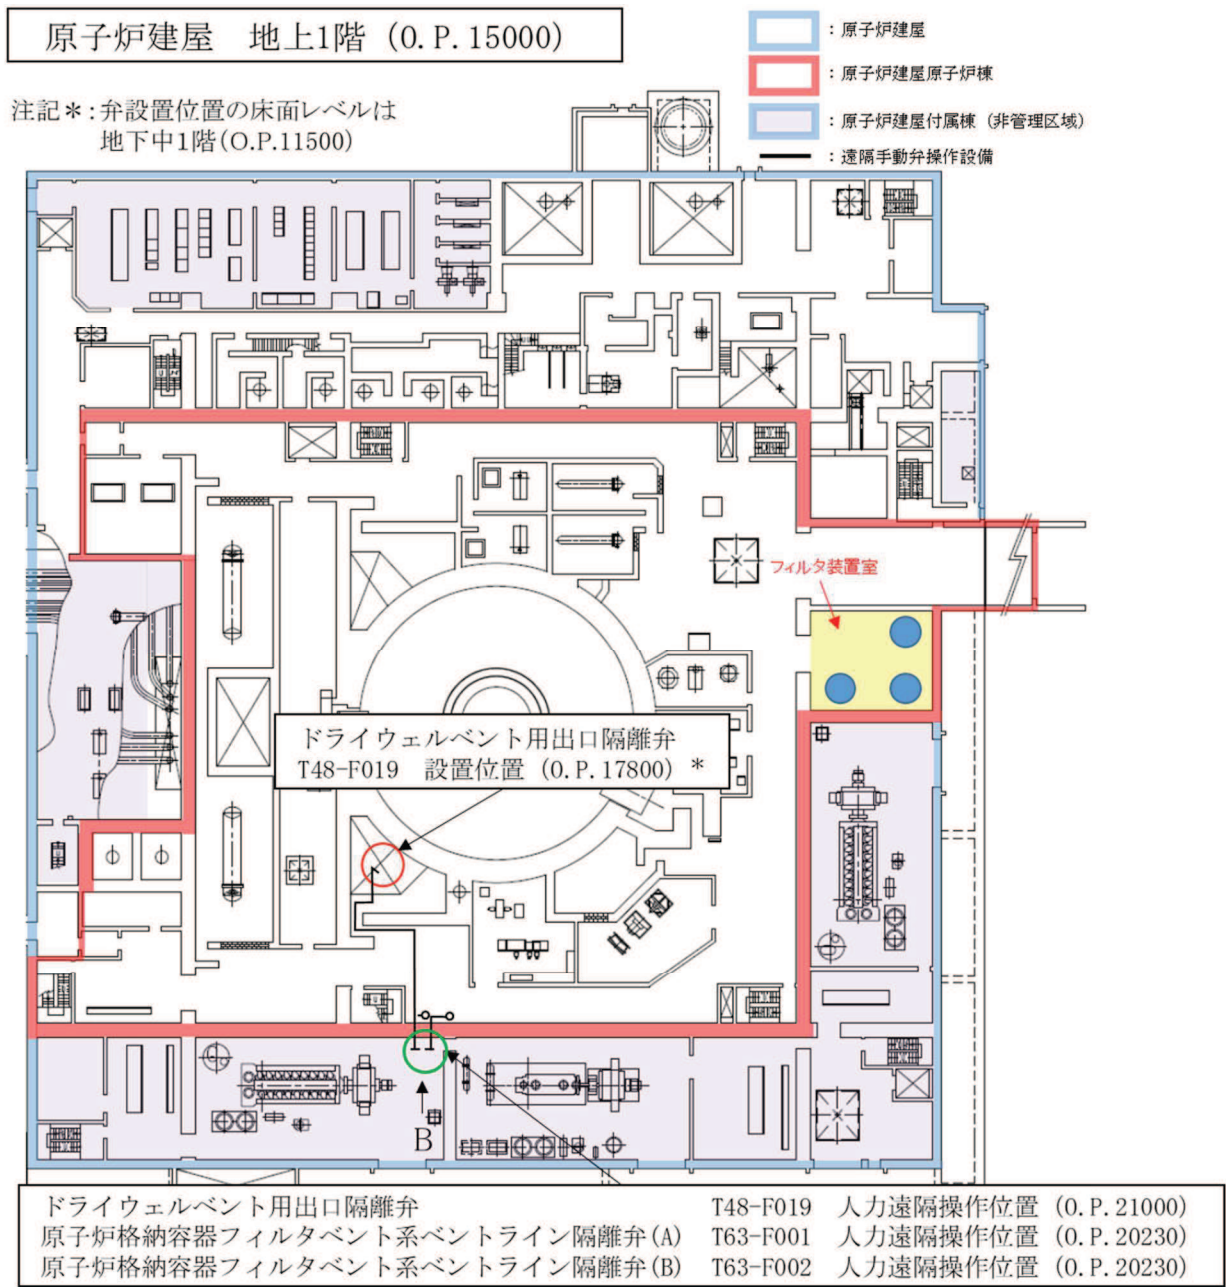 原子炉建屋 地上1階 (O.P.15000)
：原子炉建屋
：原子炉建屋原子炉棟
：原子炉建屋付属棟（非管理区域）
：遠隔手動弁操作設備
注記＊：弁設置位置の床面レベルは
地下中1階(O.P.11500)
フィルタ装置室
ドライウェルベント用出口隔離弁
T48-F019 設置位置 (O.P.17800) ＊
B
ドライウェルベント用出口隔離弁 T48-F019 人力遠隔操作位置 (O.P.21000)
原子炉格納容器フィルタベント系ベントライン隔離弁(A) T63-F001 人力遠隔操作位置 (O.P.20230)
原子炉格納容器フィルタベント系ベントライン隔離弁(B) T63-F002 人力遠隔操作位置 (O.P.20230)